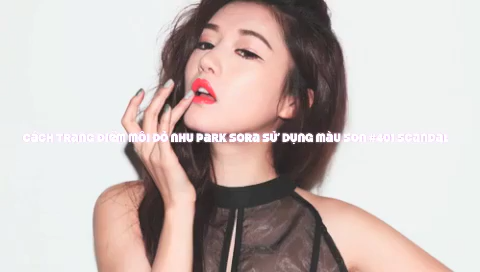 Cách trang điểm môi đỏ như Park Sora sử dụng màu son #401 Scandal